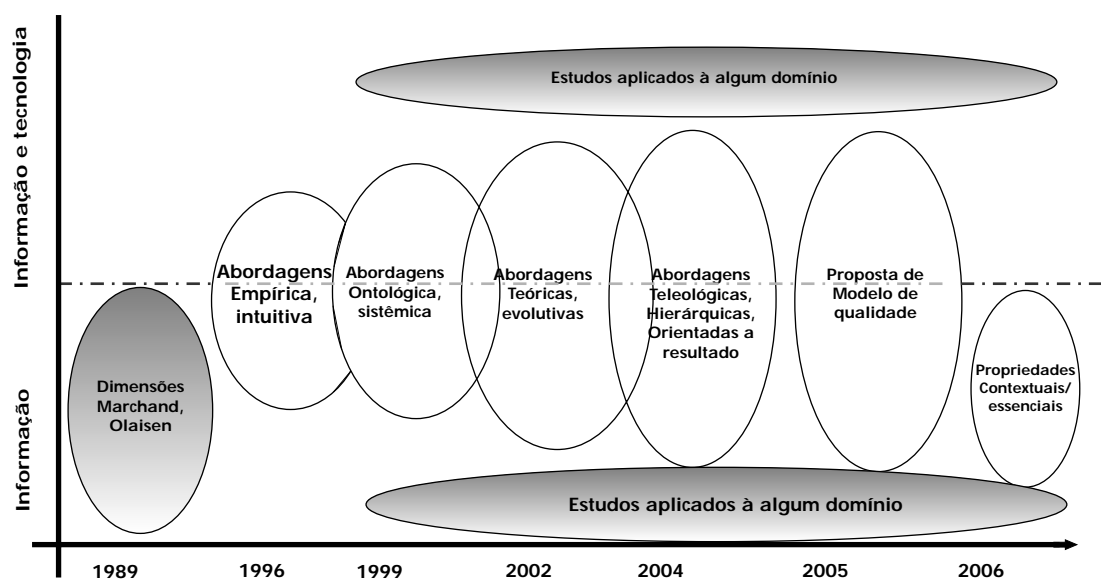 Informação e tecnologia
Informação
Estudos aplicados à algum domínio
Dimensões
Marchand,
Olaisen
Abordagens
Empírica,
intuitiva
Abordagens
Ontológica,
sistêmica
Abordagens
Teóricas,
evolutivas
Abordagens
Teleológicas,
Hierárquicas,
Orientadas a
resultado
Proposta de
Modelo de
qualidade
Propriedades
Contextuais/
essenciais
Estudos aplicados à algum domínio
1989 1996 1999 2002 2004 2005 2006